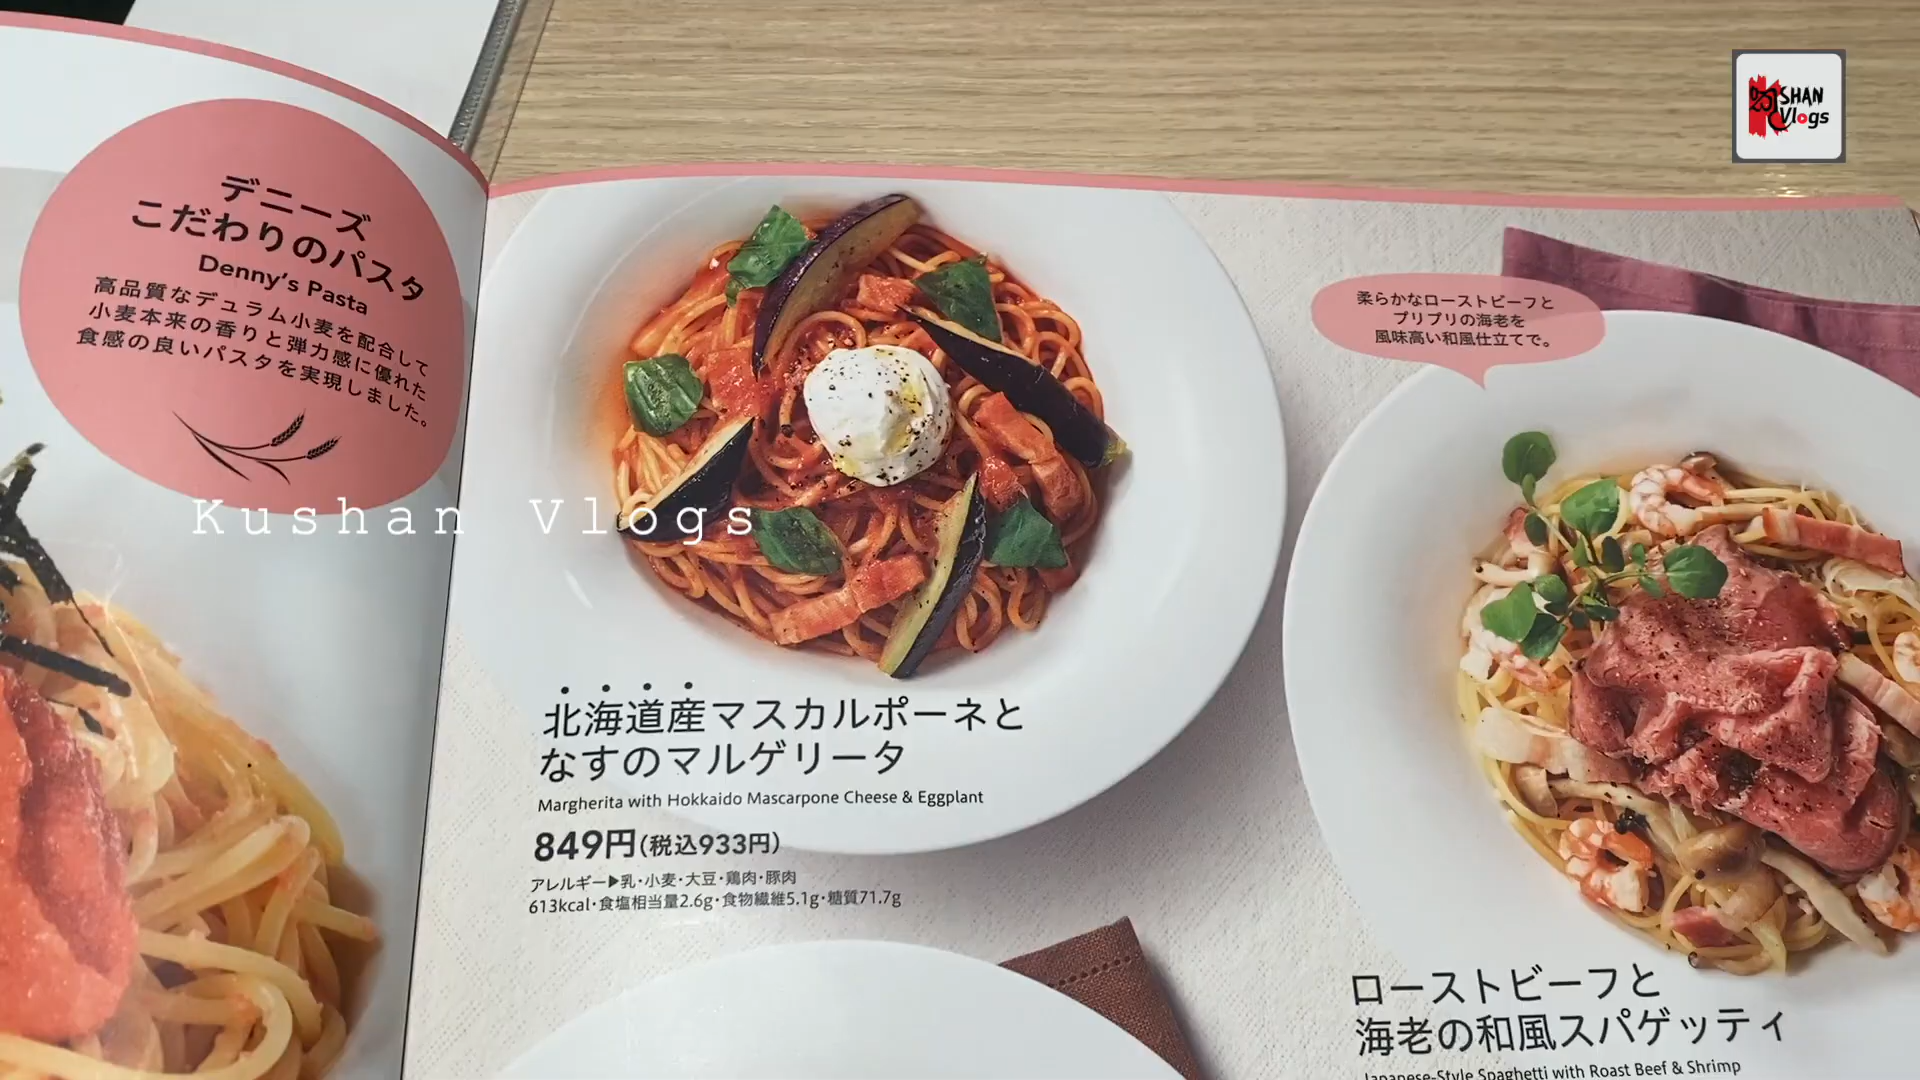 デニーズ
こだわりのパスタ
Denny's Pasta
高品質なデュラム小麦を配合して
小麦本来の香りと弾力感に優れた
食感の良いパスタを実現しました。
Kushan Vlogs
北海道産マスカルポーネと
なすのマルゲリータ
Margherita with Hokkaido Mascarpone Cheese & Eggplant
849円(税込933円)
アレルギー▶乳・小麦・大豆・鶏肉・豚肉
613kcal・食塩相当量2.6g・食物繊維5.1g・糖質71.7g
柔らかなローストビーフと
プリプリの海老を
風味高い和風仕立てで。
ローストビーフと
海老の和風スパゲッティ
Japanese-Style Spaghetti with Roast Beef & Shrimp
SHAN
Vlogs